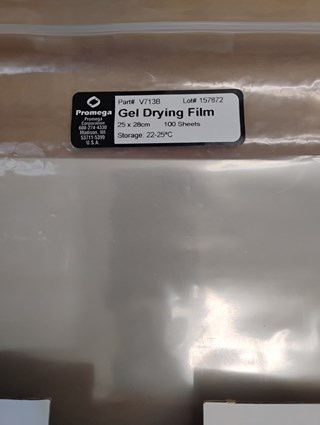 Promega
Promega
Corporation
608-274-4330
Madison, WI
53711-5399
U.S.A.
Part# V713B Lot# 157872
Gel Drying Film
25 x 28cm 100 Sheets
Storage: 22-25ºC